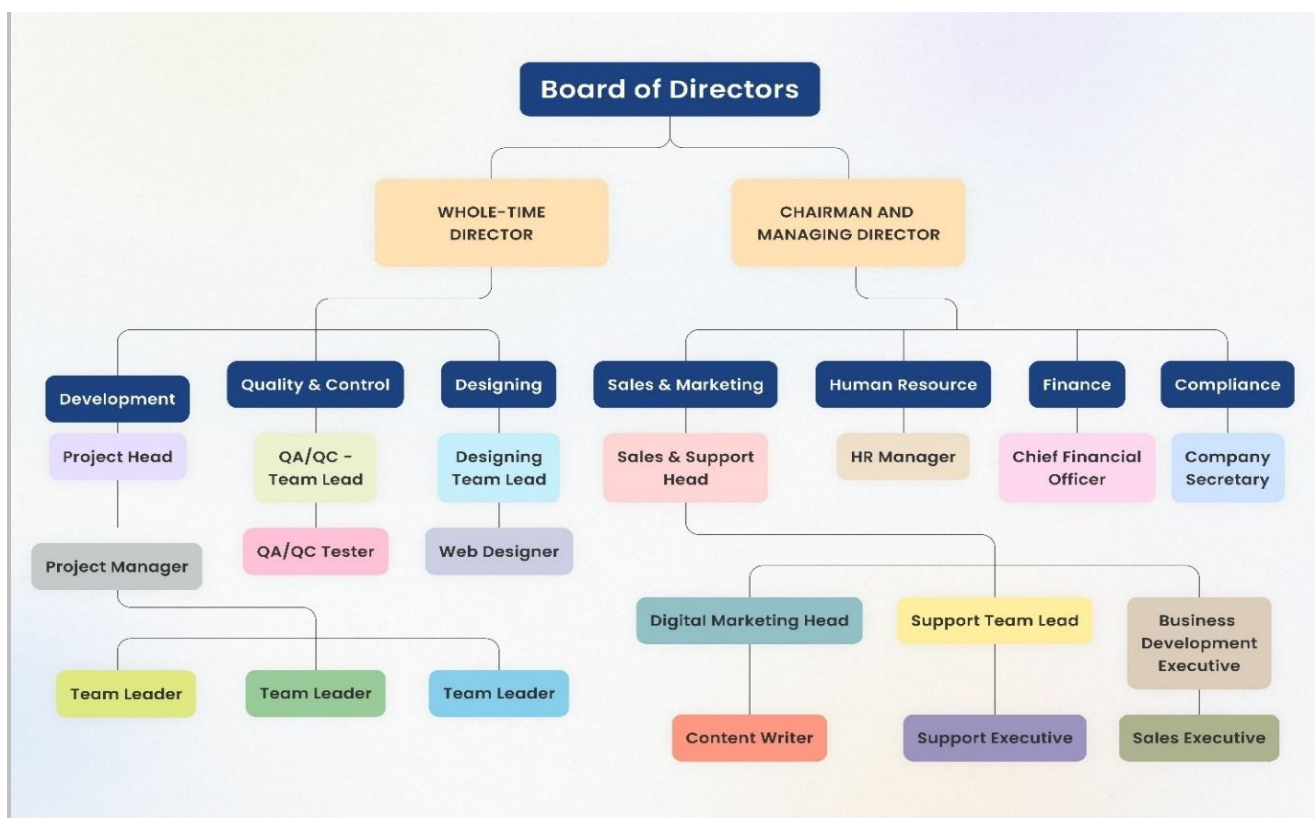 Board of Directors
WHOLE-TIME
DIRECTOR
CHAIRMAN AND
MANAGING DIRECTOR
Development
Quality & Control
Designing
Sales & Marketing
Human Resource
Finance
Compliance
Project Head
QA/QC -
Team Lead
Designing
Team Lead
Sales & Support
Head
HR Manager
Chief Financial
Officer
Company
Secretary
Project Manager
QA/QC Tester
Web Designer
Digital Marketing Head
Support Team Lead
Business
Development
Executive
Team Leader
Team Leader
Team Leader
Content Writer
Support Executive
Sales Executive